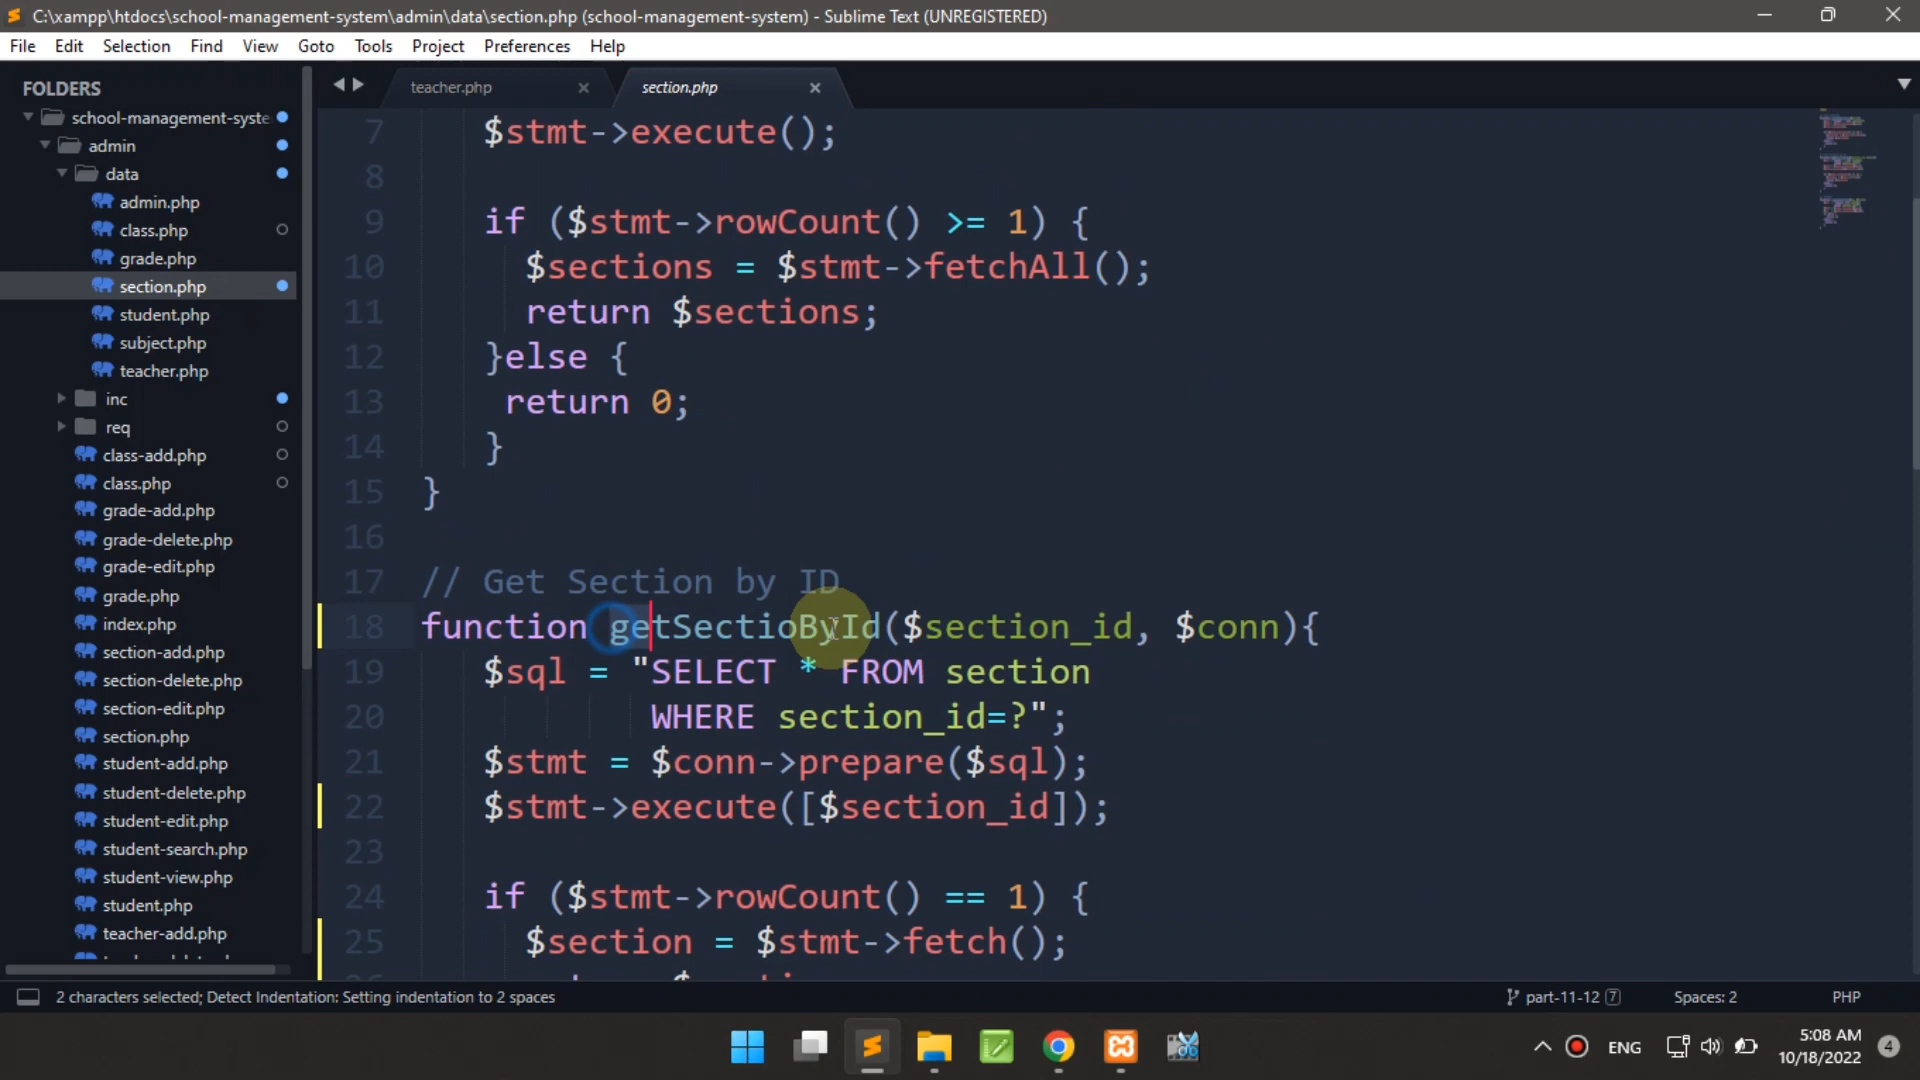 C:\xampp\htdocs\school-management-system\admin\data\section.php (school-management-system) - Sublime Text (UNREGISTERED)
File Edit Selection Find View Goto Tools Project Preferences Help
FOLDERS
school-management-syste
admin
data
admin.php
class.php
grade.php
section.php
student.php
subject.php
teacher.php
inc
req
class-add.php
class.php
grade-add.php
grade-delete.php
grade-edit.php
grade.php
index.php
section-add.php
section-delete.php
section-edit.php
section.php
student-add.php
student-delete.php
student-edit.php
student-search.php
student-view.php
student.php
teacher-add.php
teacher.php section.php
7 $stmt->execute();
8
9 if ($stmt->rowCount() >= 1) {
10 $sections = $stmt->fetchAll();
11 return $sections;
12 }else {
13 return 0;
14 }
15 }
16
17 // Get Section by ID
18 function getSectioById($section_id, $conn){
19 $sql = "SELECT * FROM section
20 WHERE section_id=?";
21 $stmt = $conn->prepare($sql);
22 $stmt->execute([$section_id]);
23
24 if ($stmt->rowCount() == 1) {
25 $section = $stmt->fetch();
2 characters selected; Detect Indentation: Setting indentation to 2 spaces part-11-12 7 Spaces: 2 PHP
ENG 5:08 AM 4
10/18/2022